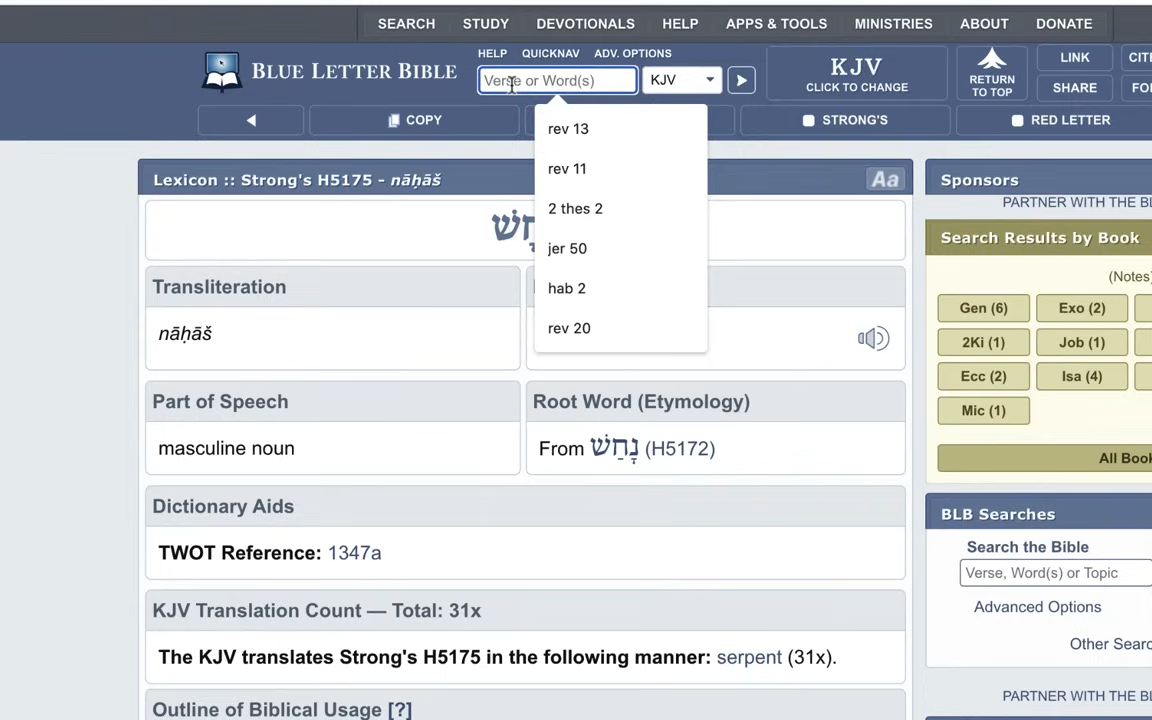 SEARCH STUDY DEVOTIONALS HELP APPS & TOOLS MINISTRIES ABOUT DONATE
HELP QUICKNAV ADV. OPTIONS
BLUE LETTER BIBLE
Verse or Word(s)
KJV
KJV
CLICK TO CHANGE
RETURN
TO TOP
LINK
SHARE
COPY
STRONG'S
RED LETTER
rev 13
rev 11
2 thes 2
jer 50
hab 2
rev 20
Lexicon :: Strong's H5175 - nāḥāš
Aa
Transliteration
nāḥāš
Part of Speech
masculine noun
Root Word (Etymology)
From נָחַשׁ (H5172)
Dictionary Aids
TWOT Reference: 1347a
KJV Translation Count — Total: 31x
The KJV translates Strong's H5175 in the following manner: serpent (31x).
Outline of Biblical Usage [?]
Sponsors
PARTNER WITH THE
Search Results by Book
(Notes)
Gen (6) Exo (2)
2Ki (1) Job (1)
Ecc (2) Isa (4)
Mic (1)
All
BLB Searches
Search the Bible
Verse, Word(s) or Topic
Advanced Options
Other
PARTNER WITH THE